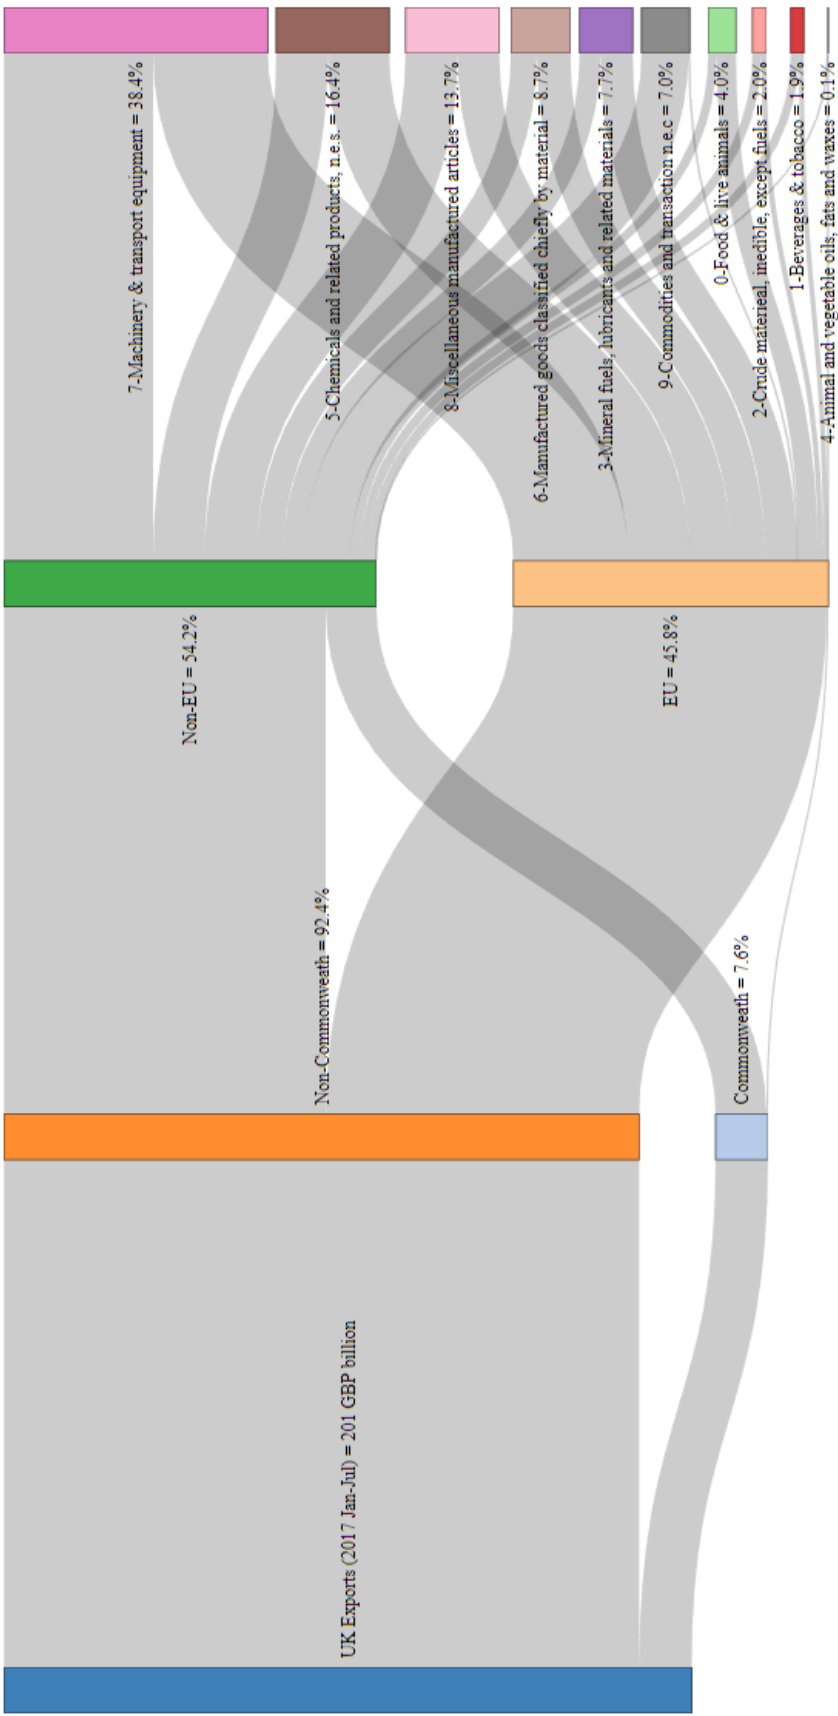 UK Exports (2017 Jan-Jul) = 201 GBP billion
Non-Commonweath = 92.4%
Commonweath = 7.6%
Non-EU = 54.2%
EU = 45.8%
7-Machinery & transport equipment = 38.4%
5-Chemicals and related products, n.e.s. = 16.4%
8-Miscellaneous manufactured articles = 13.7%
6-Manufactured goods classified chiefly by material = 8.7%
3-Mineral fuels, lubricants and related materials = 7.7%
9-Commodities and transaction n.e.c = 7.0%
0-Food & live animals = 4.0%
2-Crude materieal, inedible, except fuels = 2.0%
1-Beverages & tobacco = 1.9%
4-Animal and vegetable oils, fats and waxes = 0.1%